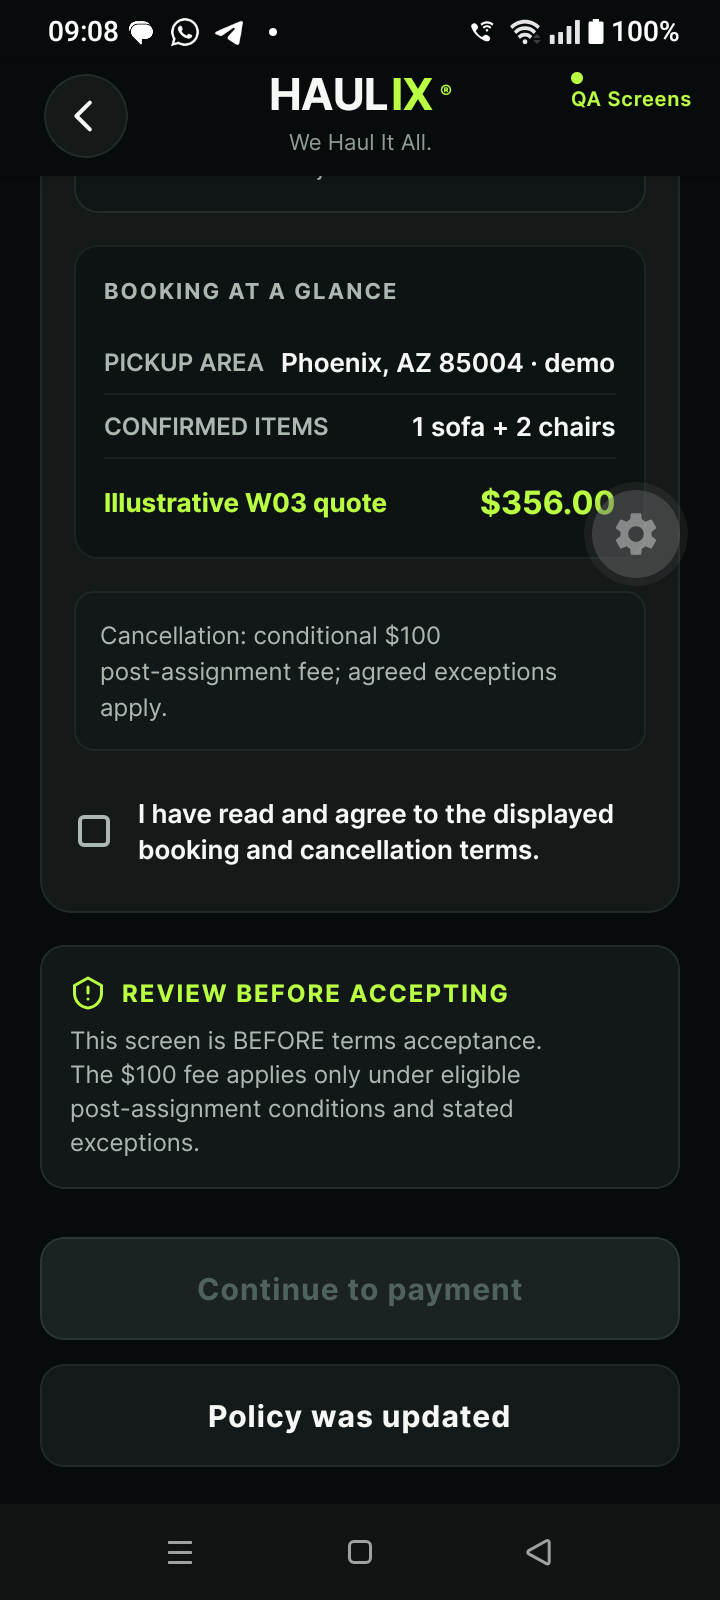 09:08
100%
HAULIX ®
QA Screens
We Haul It All.
BOOKING AT A GLANCE
PICKUP AREA Phoenix, AZ 85004 · demo
CONFIRMED ITEMS 1 sofa + 2 chairs
Illustrative W03 quote $356.00
Cancellation: conditional $100
post-assignment fee; agreed exceptions
apply.
I have read and agree to the displayed
booking and cancellation terms.
REVIEW BEFORE ACCEPTING
This screen is BEFORE terms acceptance.
The $100 fee applies only under eligible
post-assignment conditions and stated
exceptions.
Continue to payment
Policy was updated